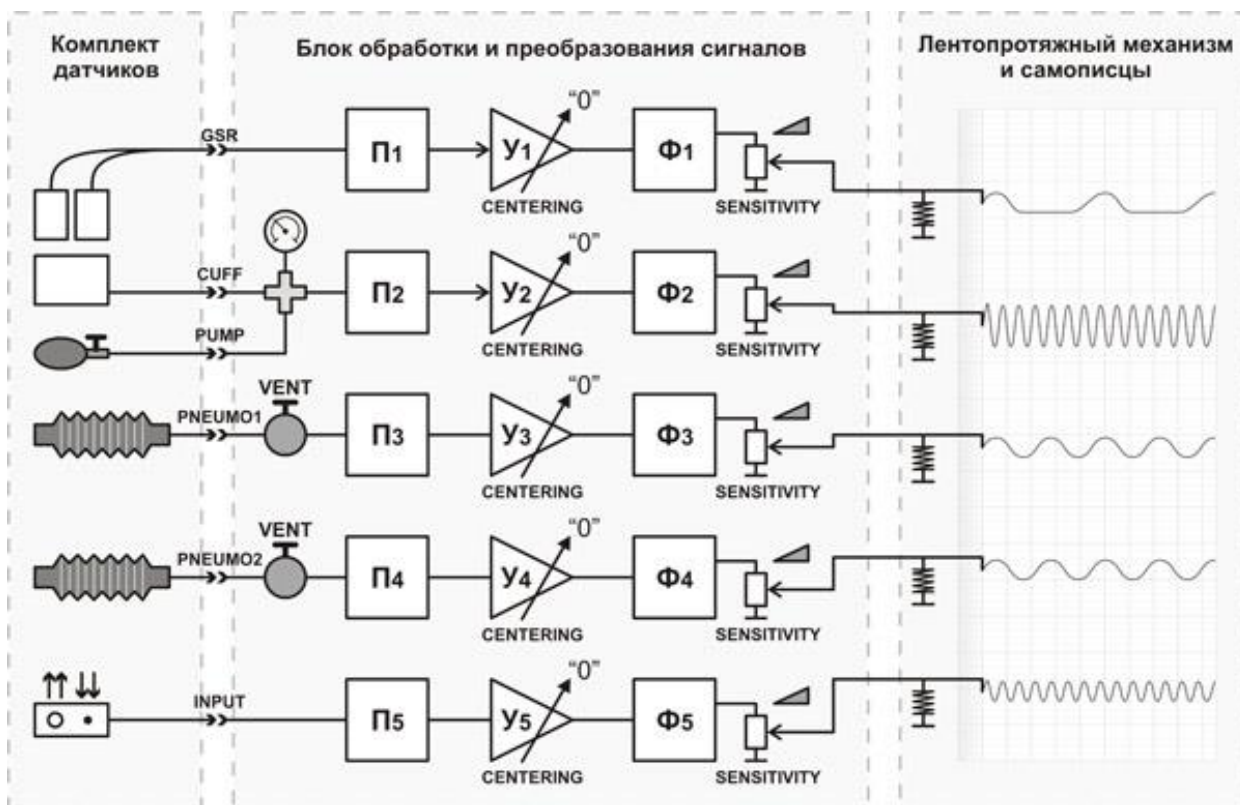 Комплект
датчиков
Блок обработки и преобразования сигналов
Лентопротяжный механизм
и самописцы
GSR
П1
У1
"0"
CENTERING
Ф1
SENSITIVITY
CUFF
PUMP
П2
У2
"0"
CENTERING
Ф2
SENSITIVITY
PNEUMO1
VENT
П3
У3
"0"
CENTERING
Ф3
SENSITIVITY
PNEUMO2
VENT
П4
У4
"0"
CENTERING
Ф4
SENSITIVITY
INPUT
П5
У5
"0"
CENTERING
Ф5
SENSITIVITY